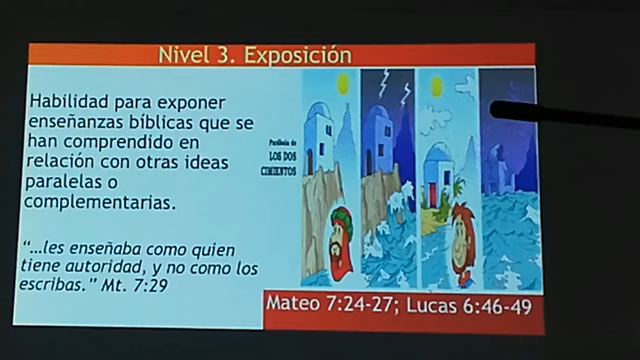 Nivel 3. Exposición
Habilidad para exponer
enseñanzas bíblicas que se
han comprendido en
relación con otras ideas
paralelas o
complementarias.
"…les enseñaba como quien
tiene autoridad, y no como los
escribas." Mt. 7:29
Parábola de
LOS DOS
CIMIENTOS
Mateo 7:24-27; Lucas 6:46-49